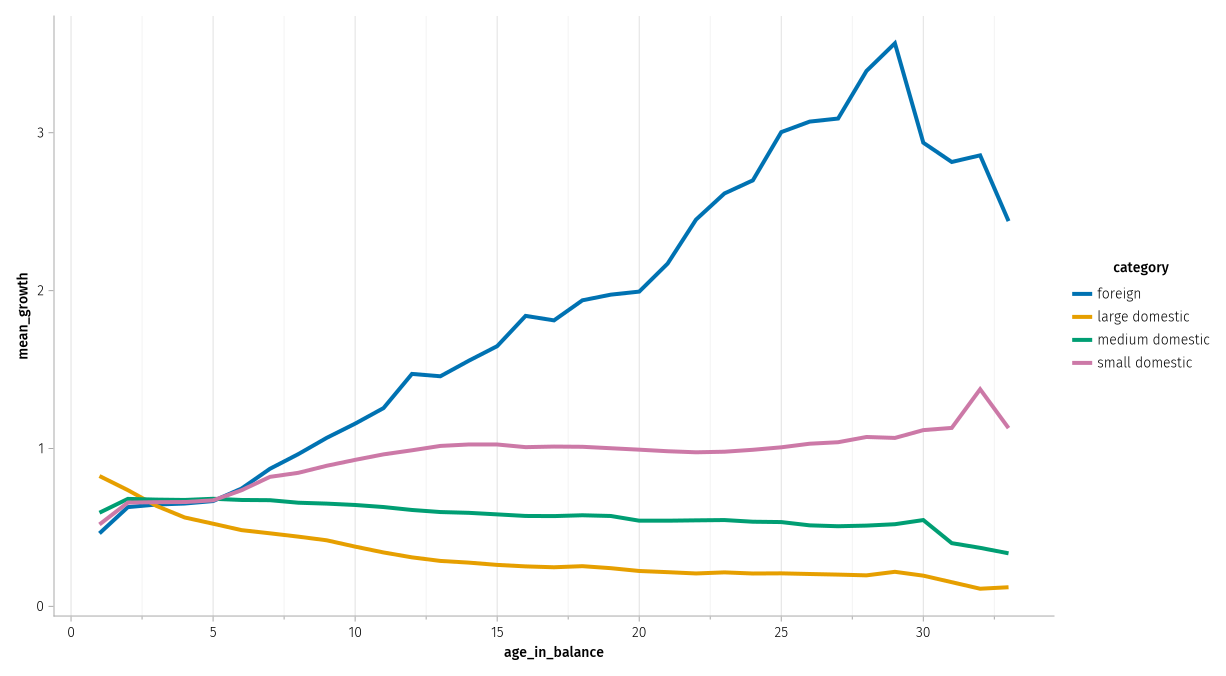 mean_growth
3
2
1
0
0 5 10 15 20 25 30
age_in_balance
category
foreign
large domestic
medium domestic
small domestic